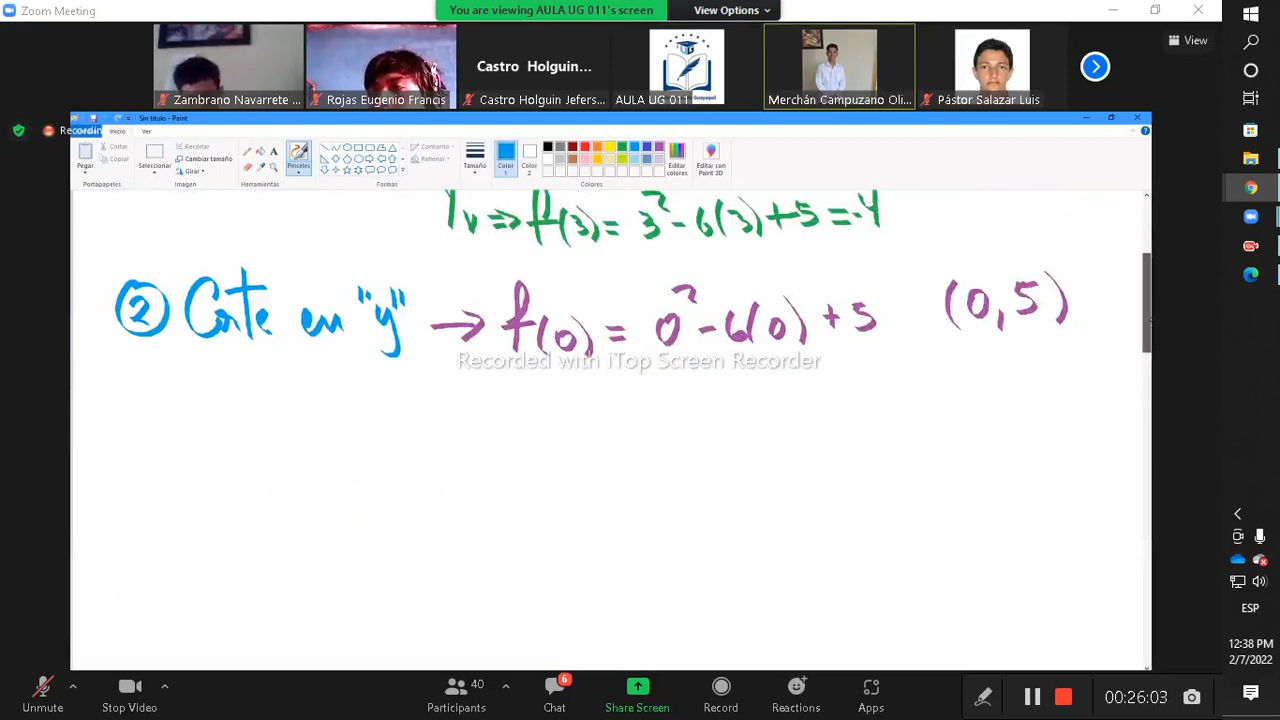 Zoom Meeting
You are viewing AULA UG 011's screen
View Options
View
Castro Holguin...
Zambrano Navarrete ...
Rojas Eugenio Francis
Castro Holguin Jefers...
AULA UG 011
Merchán Campuzano Oli...
Pástor Salazar Luis
Sin título - Paint
Recordin
Inicio
Ver
Pegar
Cortar
Copiar
Portapapeles
Seleccionar
Recortar
Cambiar tamaño
Girar
Imagen
Herramientas
Pinceles
Formas
Contorno
Rellenar
Tamaño
Color 1
Color 2
Colores
Editar colores
Editar con Paint 3D
Yv ⇒ f(3) = 3² - 6(3) + 5 = -4
② Corte en "y" → f(0) = 0² - 6(0) + 5 (0,5)
Recorded with iTop Screen Recorder
ESP
12:38 PM
2/7/2022
Unmute
Stop Video
40
Participants
6
Chat
Share Screen
Record
Reactions
Apps
00:26:03